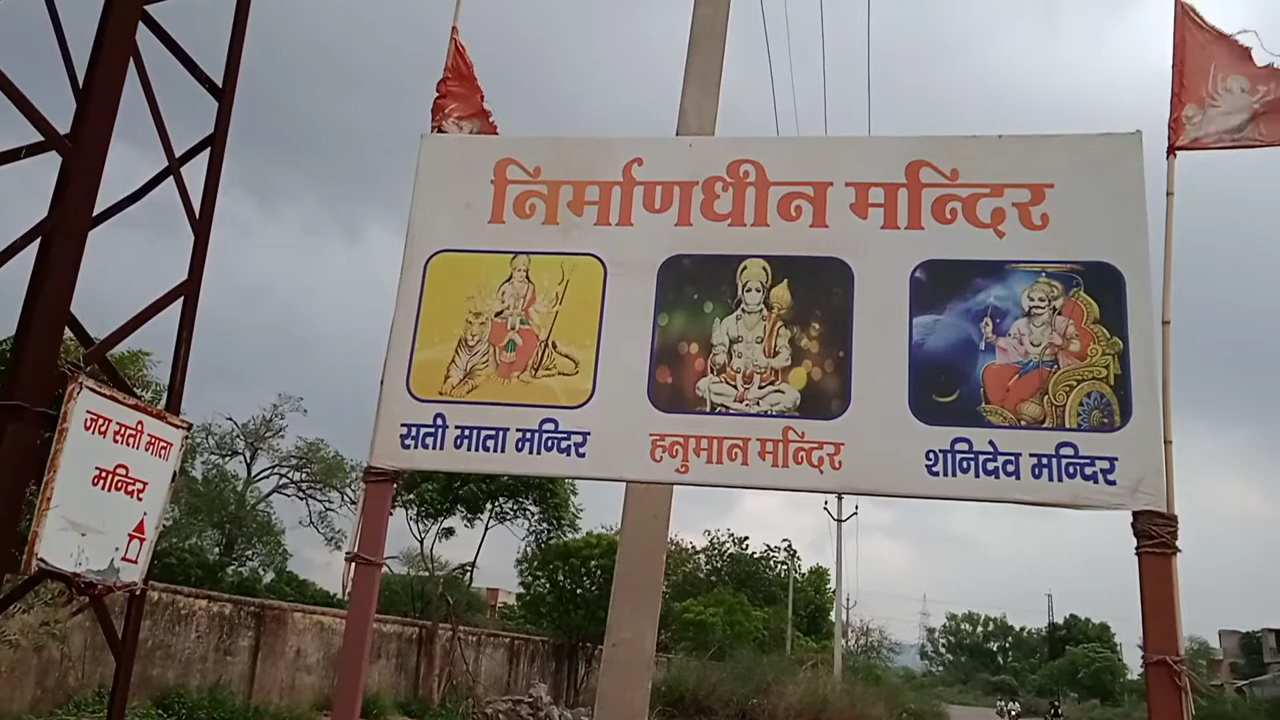 निर्माणधीन मन्दिर
सती माता मन्दिर
हनुमान मन्दिर
शनिदेव मन्दिर
जय सती माता
मन्दिर